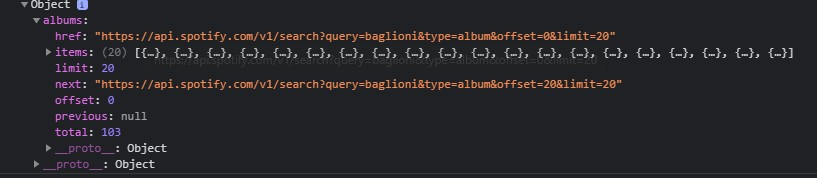 Object i
albums:
href: "https://api.spotify.com/v1/search?query=baglioni&type=album&offset=0&limit=20"
items: (20) [{…}, {…}, {…}, {…}, {…}, {…}, {…}, {…}, {…}, {…}, {…}, {…}, {…}, {…}, {…}, {…}, {…}, {…}, {…}, {…}]
https://api.spotify.com/v1/search?query=baglioni&type=album&offset=0&limit=20
limit: 20
next: "https://api.spotify.com/v1/search?query=baglioni&type=album&offset=20&limit=20"
offset: 0
previous: null
total: 103
__proto__: Object
__proto__: Object